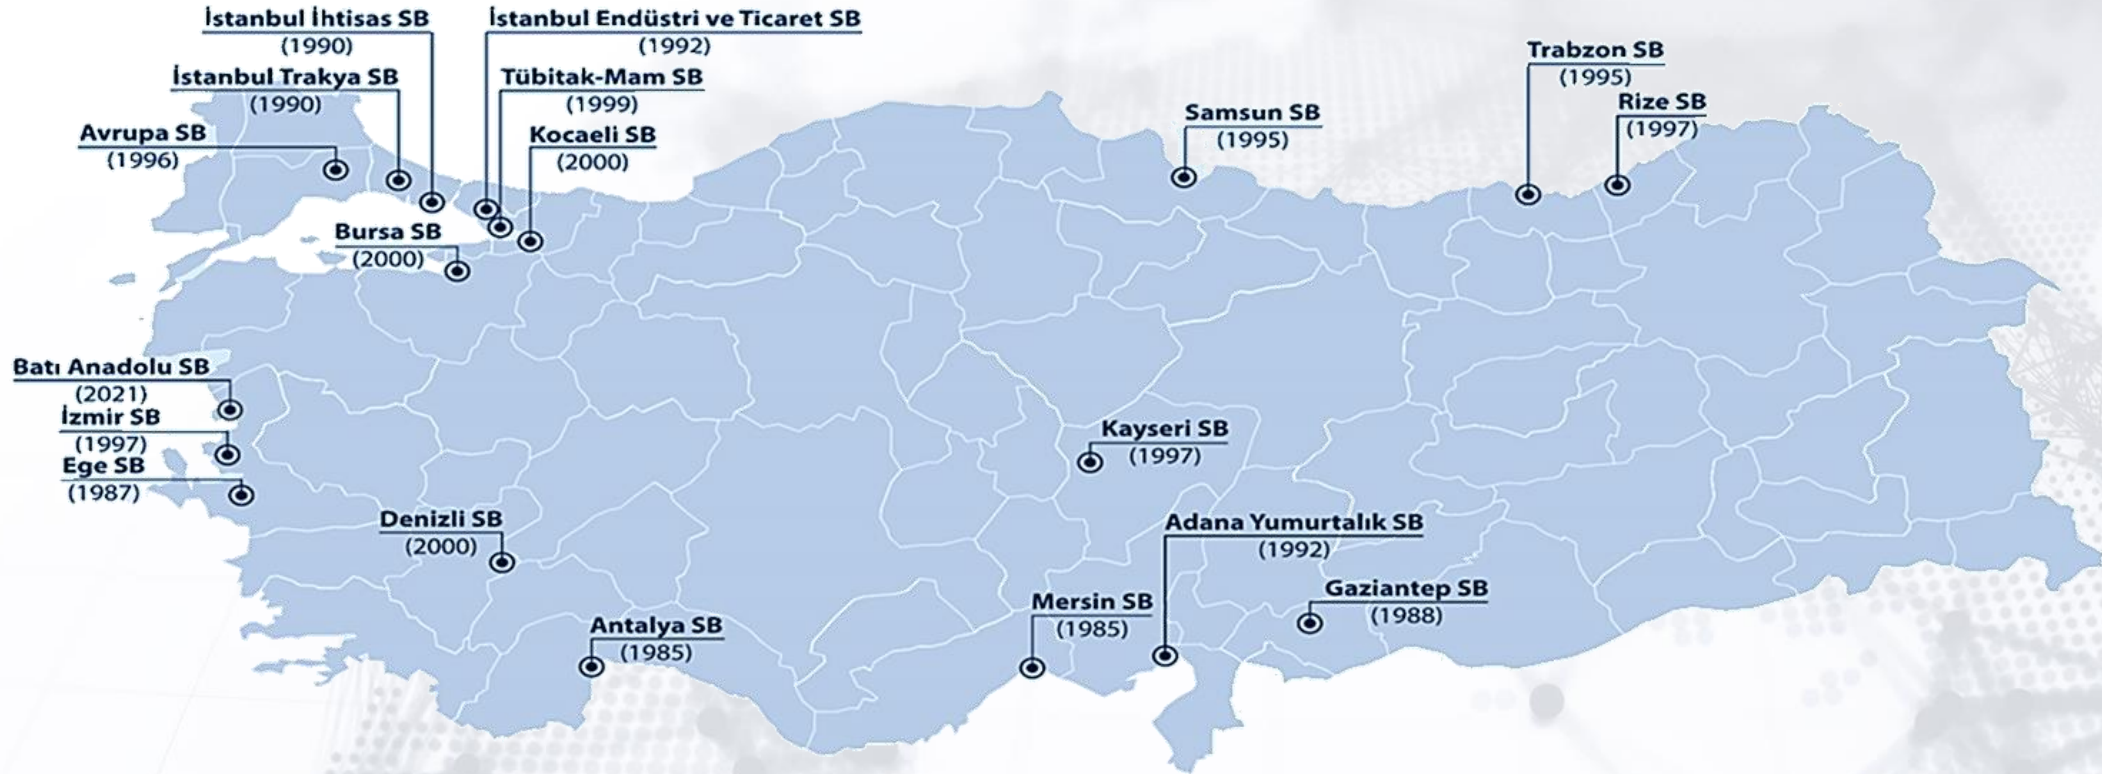 İstanbul İhtisas SB
(1990)
İstanbul Endüstri ve Ticaret SB
(1992)
İstanbul Trakya SB
(1990)
Tübitak-Mam SB
(1999)
Avrupa SB
(1996)
Kocaeli SB
(2000)
Trabzon SB
(1995)
Rize SB
(1997)
Samsun SB
(1995)
Bursa SB
(2000)
Batı Anadolu SB
(2021)
İzmir SB
(1997)
Ege SB
(1987)
Kayseri SB
(1997)
Denizli SB
(2000)
Adana Yumurtalık SB
(1992)
Gaziantep SB
(1988)
Mersin SB
(1985)
Antalya SB
(1985)